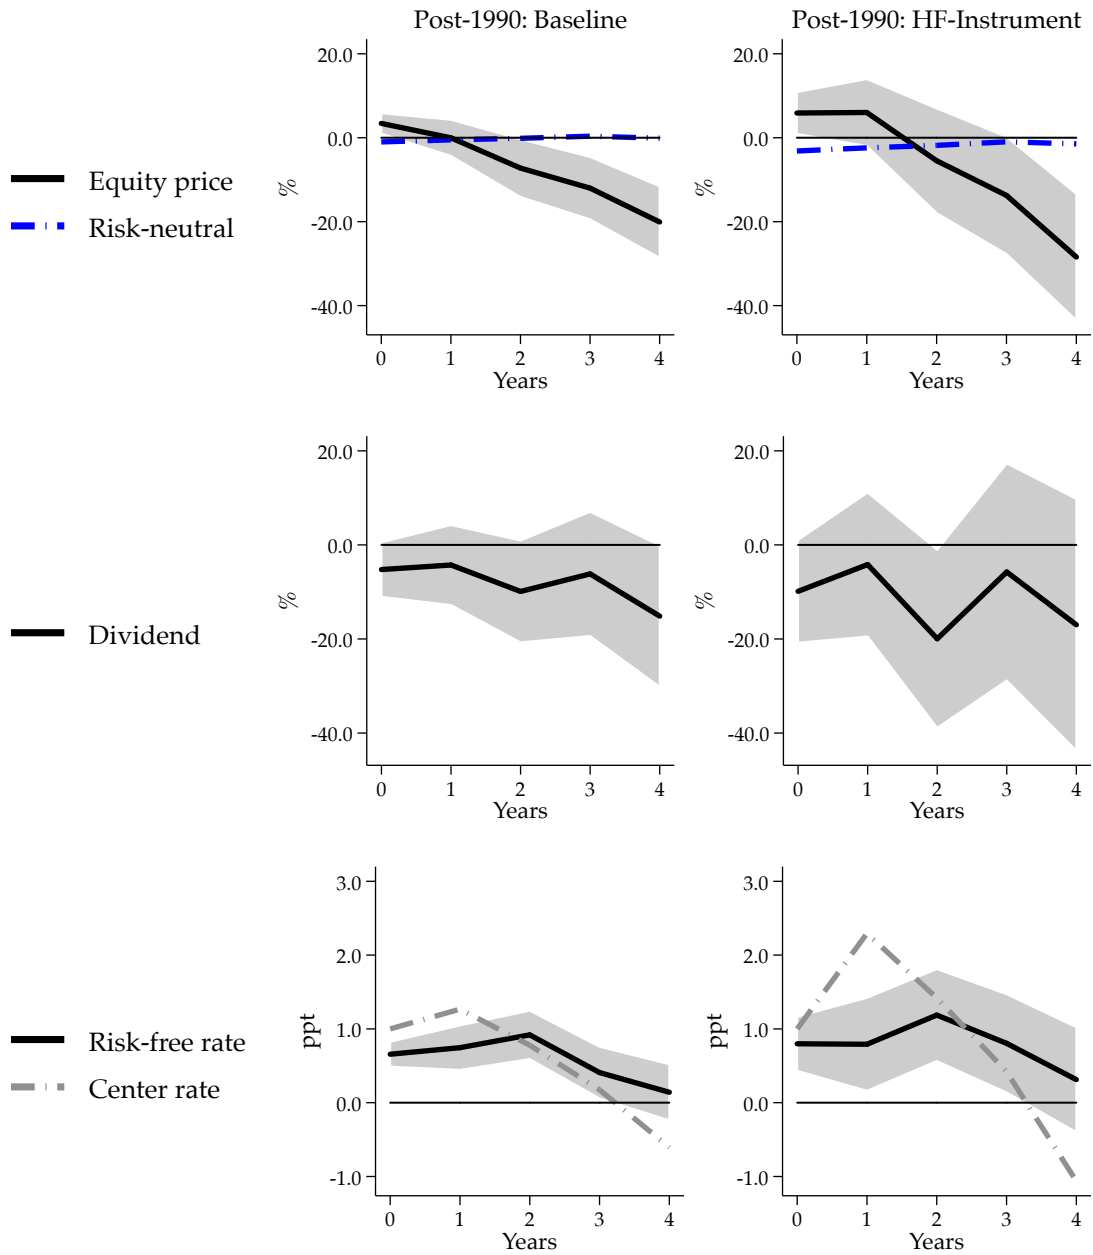 Post-1990: Baseline
Post-1990: HF-Instrument
Equity price
Risk-neutral
20.0
0.0
-20.0
-40.0
%
0 1 2 3 4
Years
20.0
0.0
-20.0
-40.0
%
0 1 2 3 4
Years
Dividend
20.0
0.0
-20.0
-40.0
%
0 1 2 3 4
Years
20.0
0.0
-20.0
-40.0
%
0 1 2 3 4
Years
Risk-free rate
Center rate
3.0
2.0
1.0
0.0
-1.0
ppt
0 1 2 3 4
Years
3.0
2.0
1.0
0.0
-1.0
ppt
0 1 2 3 4
Years